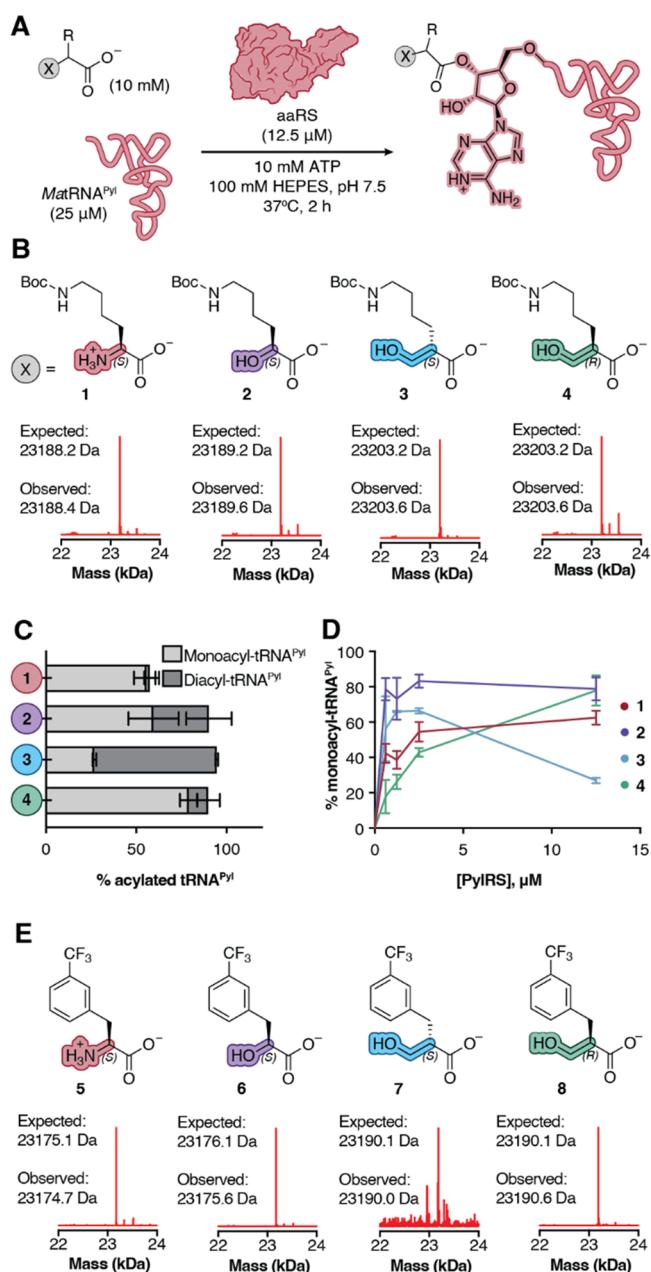 A
X
R
O
O⁻
(10 mM)
MatRNAPyl
(25 µM)
aaRS
(12.5 µM)
10 mM ATP
100 mM HEPES, pH 7.5
37ºC, 2 h
X
R
O
O
O
O
HO
N
N
N
N
HN
+
NH2
B
BocHN
BocHN
BocHN
BocHN
X =
H3N+ (S) O O⁻
HO (S) O O⁻
HO (S) O O⁻
HO (R) O O⁻
1 2 3 4
Expected: Expected: Expected: Expected:
23188.2 Da 23189.2 Da 23203.2 Da 23203.2 Da
Observed: Observed: Observed: Observed:
23188.4 Da 23189.6 Da 23203.6 Da 23203.6 Da
22 23 24 22 23 24 22 23 24 22 23 24
Mass (kDa) Mass (kDa) Mass (kDa) Mass (kDa)
C
Monoacyl-tRNAPyl
Diacyl-tRNAPyl
1
2
3
4
0 50 100
% acylated tRNAPyl
D
% monoacyl-tRNAPyl
100
80
60
40
20
0
0 5 10 15
[PylRS], µM
1
2
3
4
E
CF3 CF3 CF3 CF3
H3N+ (S) O O⁻
HO (S) O O⁻
HO (S) O O⁻
HO (R) O O⁻
5 6 7 8
Expected: Expected: Expected: Expected:
23175.1 Da 23176.1 Da 23190.1 Da 23190.1 Da
Observed: Observed: Observed: Observed:
23174.7 Da 23175.6 Da 23190.0 Da 23190.6 Da
22 23 24 22 23 24 22 23 24 22 23 24
Mass (kDa) Mass (kDa) Mass (kDa) Mass (kDa)